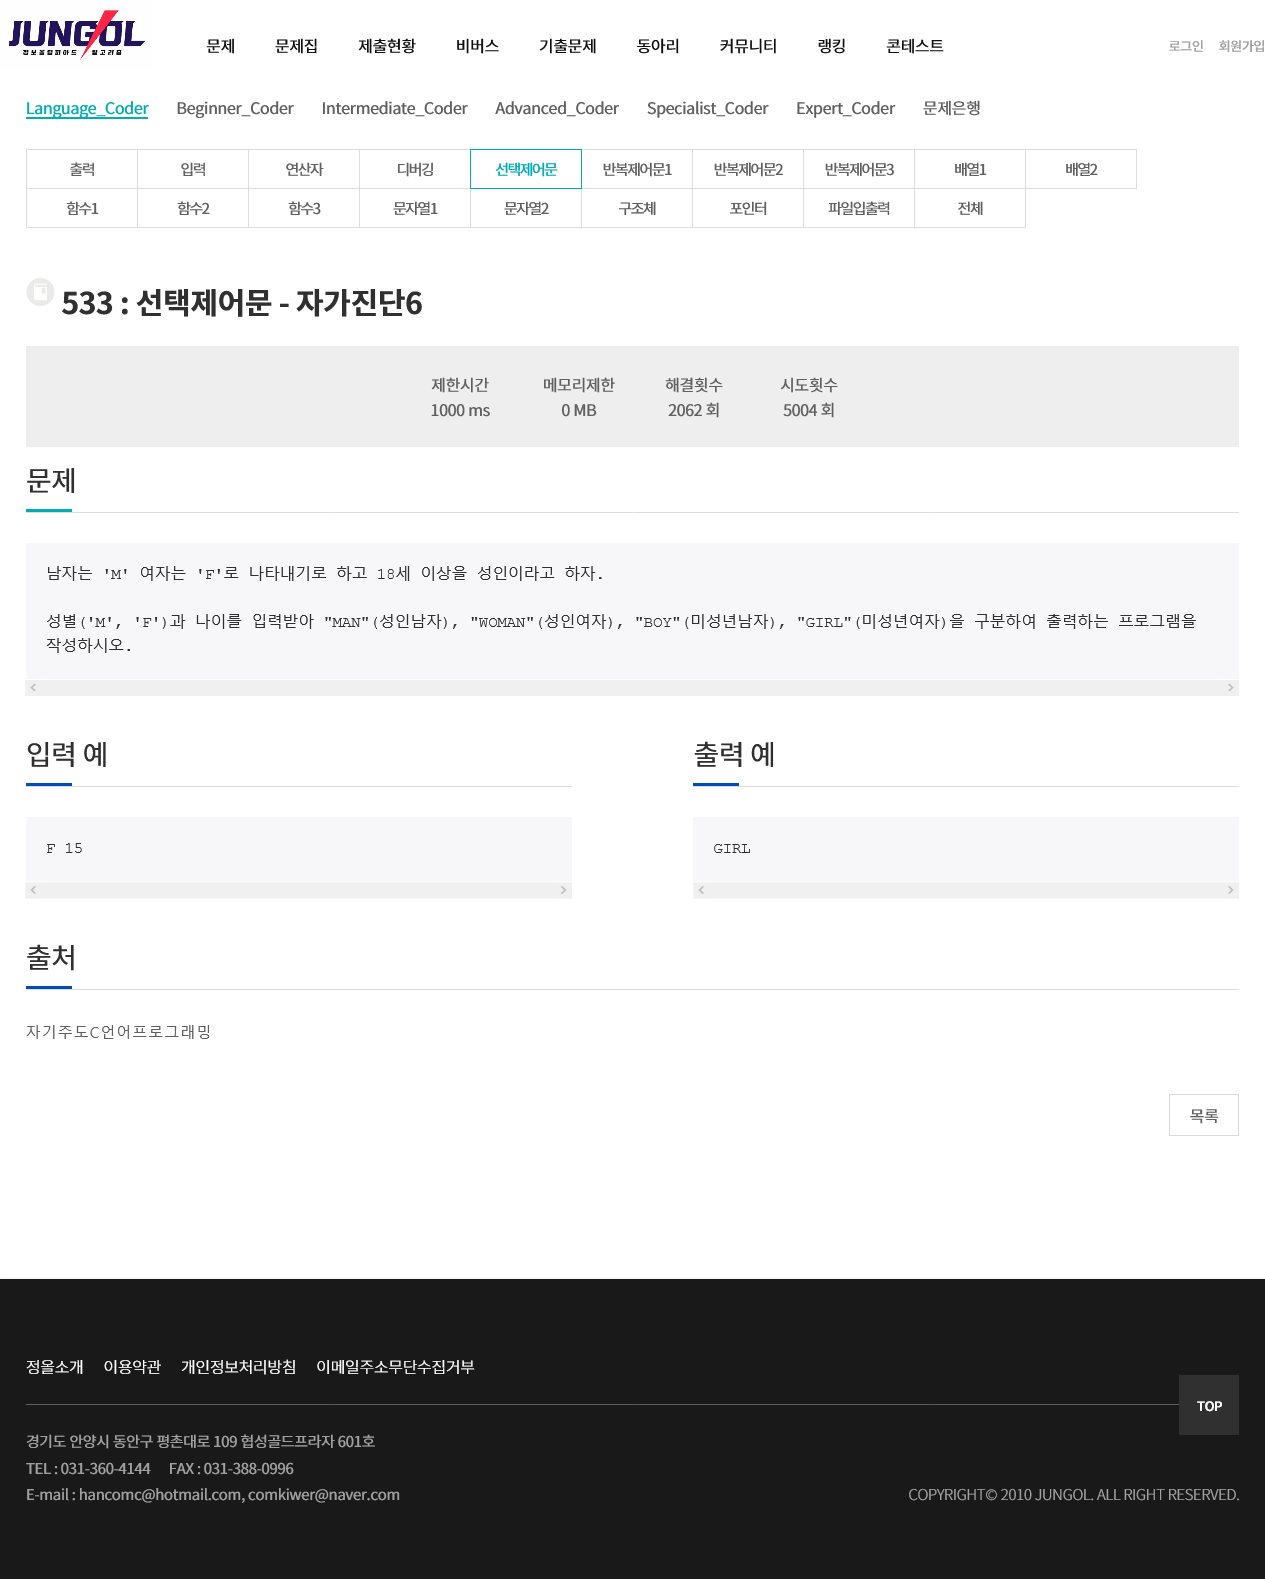 JUNGOL
정보올림피아드 알고리즘
문제 문제집 제출현황 비버스 기출문제 동아리 커뮤니티 랭킹 콘테스트 로그인 회원가입
Language_Coder Beginner_Coder Intermediate_Coder Advanced_Coder Specialist_Coder Expert_Coder 문제은행
출력 입력 연산자 디버깅 선택제어문 반복제어문1 반복제어문2 반복제어문3 배열1 배열2
함수1 함수2 함수3 문자열1 문자열2 구조체 포인터 파일입출력 전체
533 : 선택제어문 - 자가진단6
제한시간 메모리제한 해결횟수 시도횟수
1000 ms 0 MB 2062 회 5004 회
문제
남자는 'M' 여자는 'F'로 나타내기로 하고 18세 이상을 성인이라고 하자.
성별('M', 'F')과 나이를 입력받아 "MAN"(성인남자), "WOMAN"(성인여자), "BOY"(미성년남자), "GIRL"(미성년여자)을 구분하여 출력하는 프로그램을
작성하시오.
입력 예 출력 예
F 15 GIRL
출처
자기주도C언어프로그래밍
목록
정올소개 이용약관 개인정보처리방침 이메일주소무단수집거부
TOP
경기도 안양시 동안구 평촌대로 109 협성골드프라자 601호
TEL : 031-360-4144 FAX : 031-388-0996
E-mail : hancomc@hotmail.com, comkiwer@naver.com COPYRIGHT© 2010 JUNGOL. ALL RIGHT RESERVED.